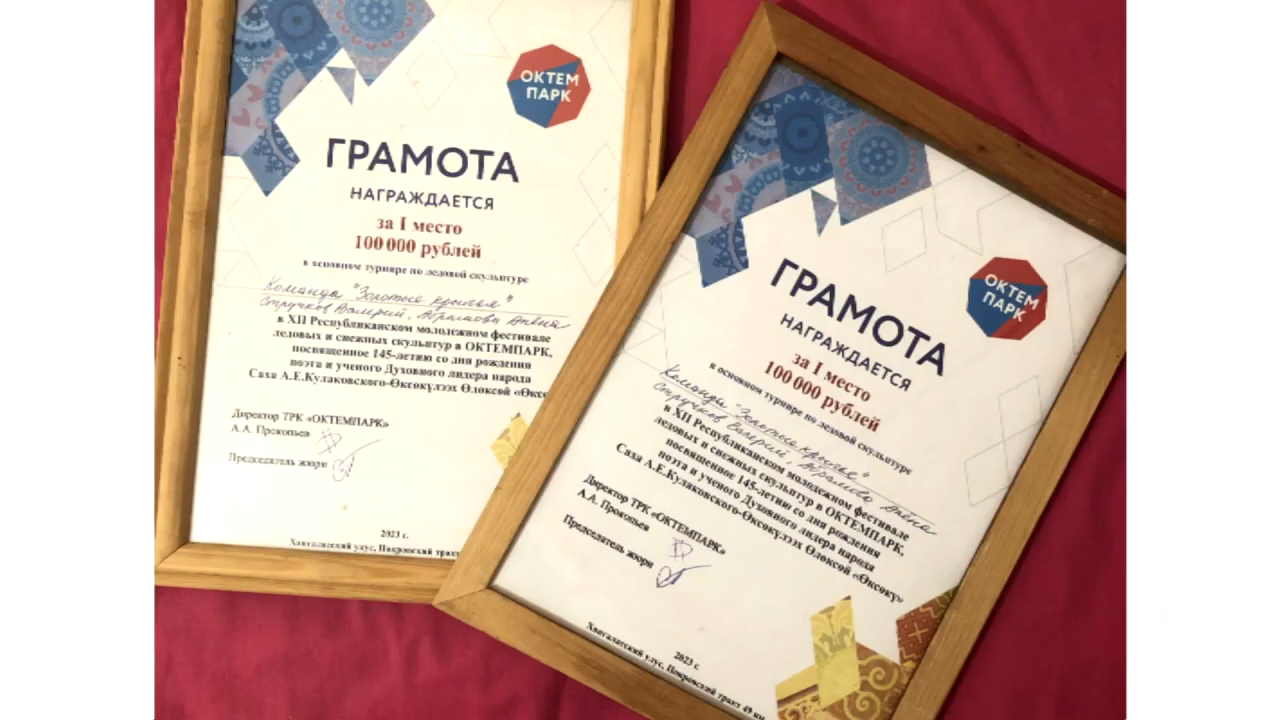 ОКТЕМ
ПАРК
ГРАМОТА
НАГРАЖДАЕТСЯ
за I место
100 000 рублей
в основном турнире по ледовой скульптуре
Команда "Золотые крылья"
Стручков Валерий, Абрамова Алёна
в XII Республиканском молодежном фестивале
ледовых и снежных скульптур в ОКТЕМПАРК,
посвященное 145-летию со дня рождения
поэта и ученого Духовного лидера народа
Саха А.Е.Кулаковского-Өксөкүлээх Өлөксөй «Өксө
Директор ТРК «ОКТЕМПАРК»
А.А. Прокопьев
Председатель жюри
2023 г.
Хангаласский улус, Покровский тракт
ОКТЕМ
ПАРК
ГРАМОТА
НАГРАЖДАЕТСЯ
за I место
100 000 рублей
в основном турнире по ледовой скульптуре
Команда "Золотые крылья"
Стручков Валерий, Абрамова Алёна
в XII Республиканском молодежном фестивале
ледовых и снежных скульптур в ОКТЕМПАРК,
посвященное 145-летию со дня рождения
поэта и ученого Духовного лидера народа
Саха А.Е.Кулаковского-Өксөкүлээх Өлөксөй «Өксөкү»
Директор ТРК «ОКТЕМПАРК»
А.А. Прокопьев
Председатель жюри
2023 г.
Хангаласский улус, Покровский тракт 49 км